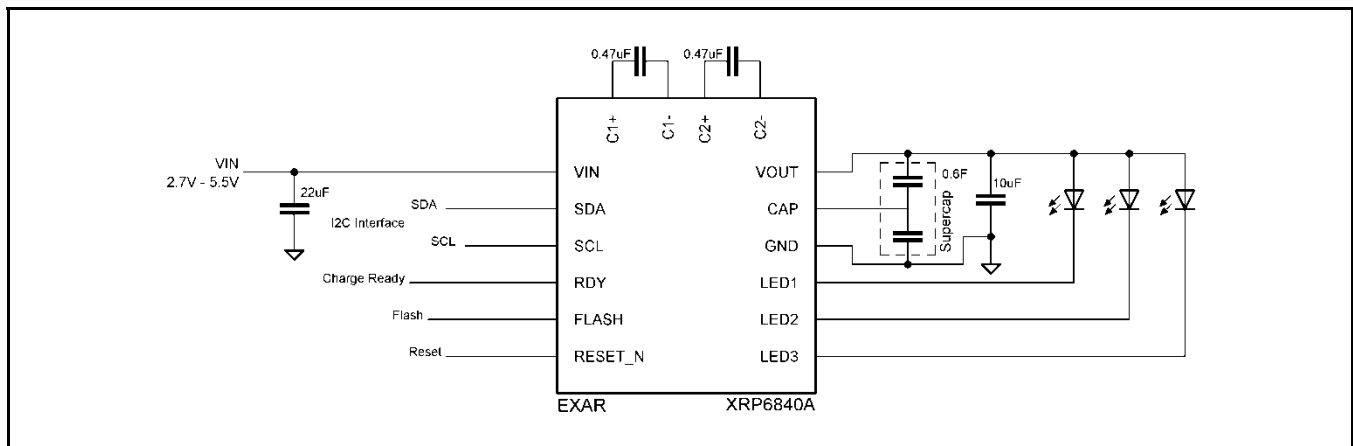 0.47uF
0.47uF
C1+
C1-
C2+
C2-
VIN
2.7V - 5.5V
22uF
SDA
I2C Interface
SCL
Charge Ready
Flash
Reset
VIN
SDA
SCL
RDY
FLASH
RESET_N
VOUT
CAP
GND
LED1
LED2
LED3
0.6F
Supercap
10uF
EXAR
XRP6840A